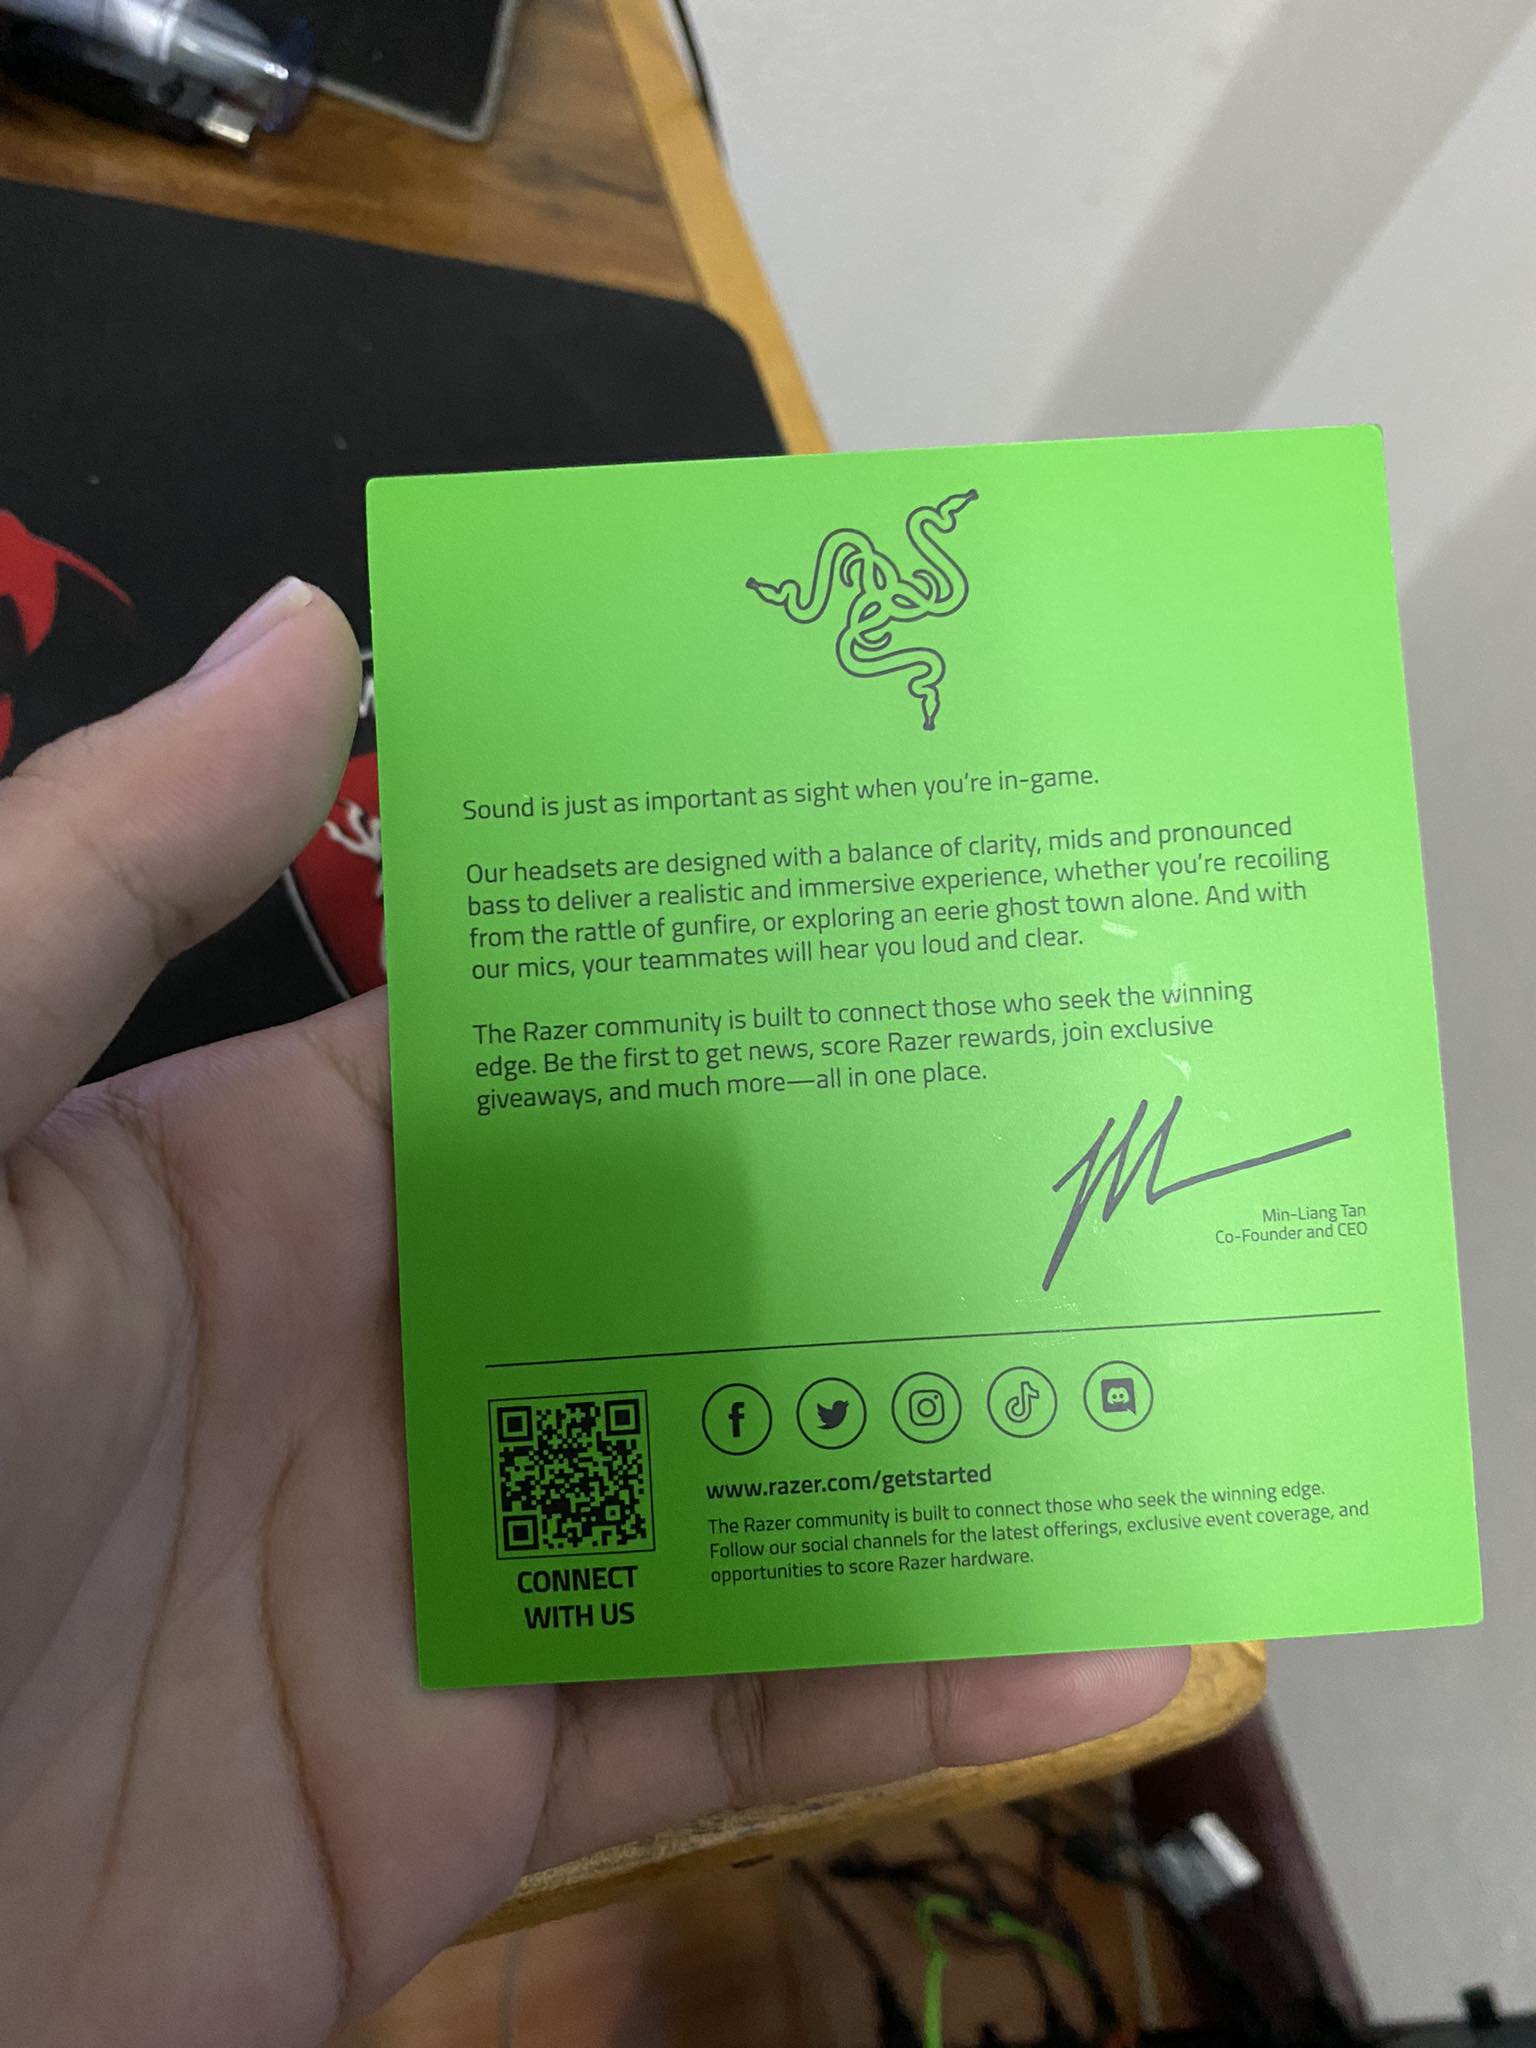 Sound is just as important as sight when you're in-game.
Our headsets are designed with a balance of clarity, mids and pronounced
bass to deliver a realistic and immersive experience, whether you're recoiling
from the rattle of gunfire, or exploring an eerie ghost town alone. And with
our mics, your teammates will hear you loud and clear.
The Razer community is built to connect those who seek the winning
edge. Be the first to get news, score Razer rewards, join exclusive
giveaways, and much more—all in one place.
Min-Liang Tan
Co-Founder and CEO
CONNECT
WITH US
www.razer.com/getstarted
The Razer community is built to connect those who seek the winning edge.
Follow our social channels for the latest offerings, exclusive event coverage, and
opportunities to score Razer hardware.